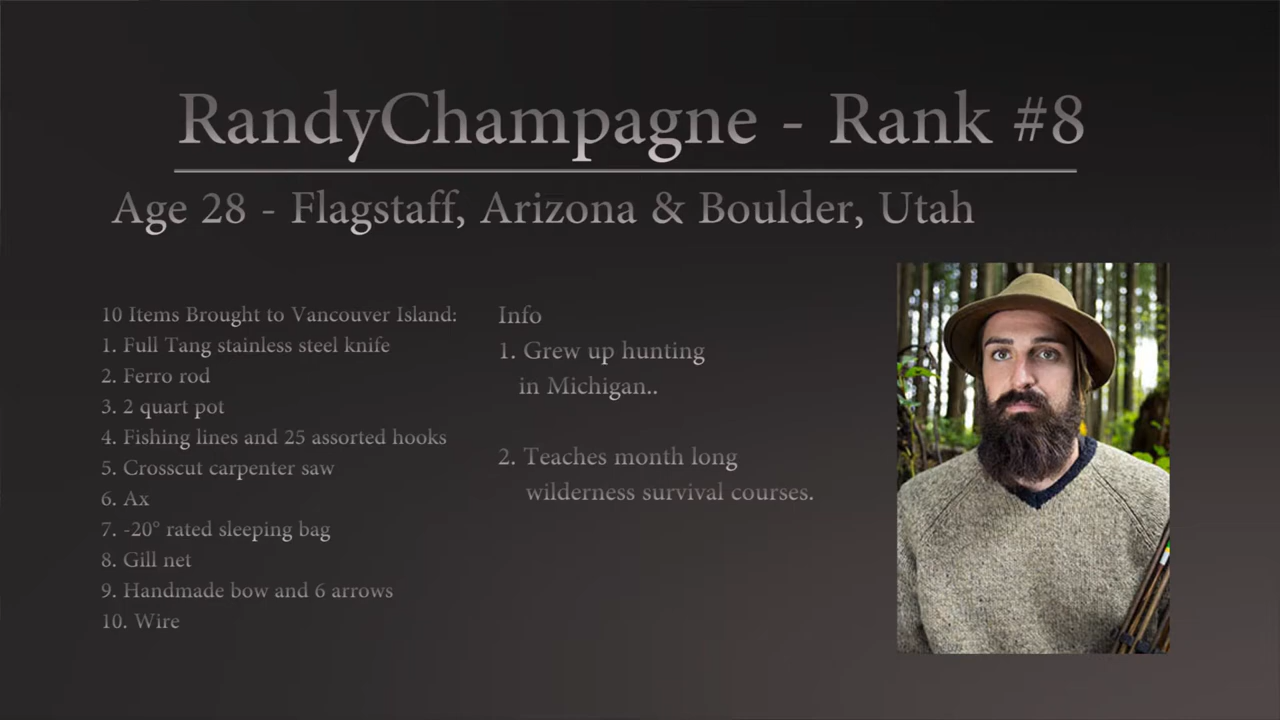 RandyChampagne - Rank #8
Age 28 - Flagstaff, Arizona & Boulder, Utah
10 Items Brought to Vancouver Island:
1. Full Tang stainless steel knife
2. Ferro rod
3. 2 quart pot
4. Fishing lines and 25 assorted hooks
5. Crosscut carpenter saw
6. Ax
7. -20° rated sleeping bag
8. Gill net
9. Handmade bow and 6 arrows
10. Wire
Info
1. Grew up hunting
in Michigan..
2. Teaches month long
wilderness survival courses.